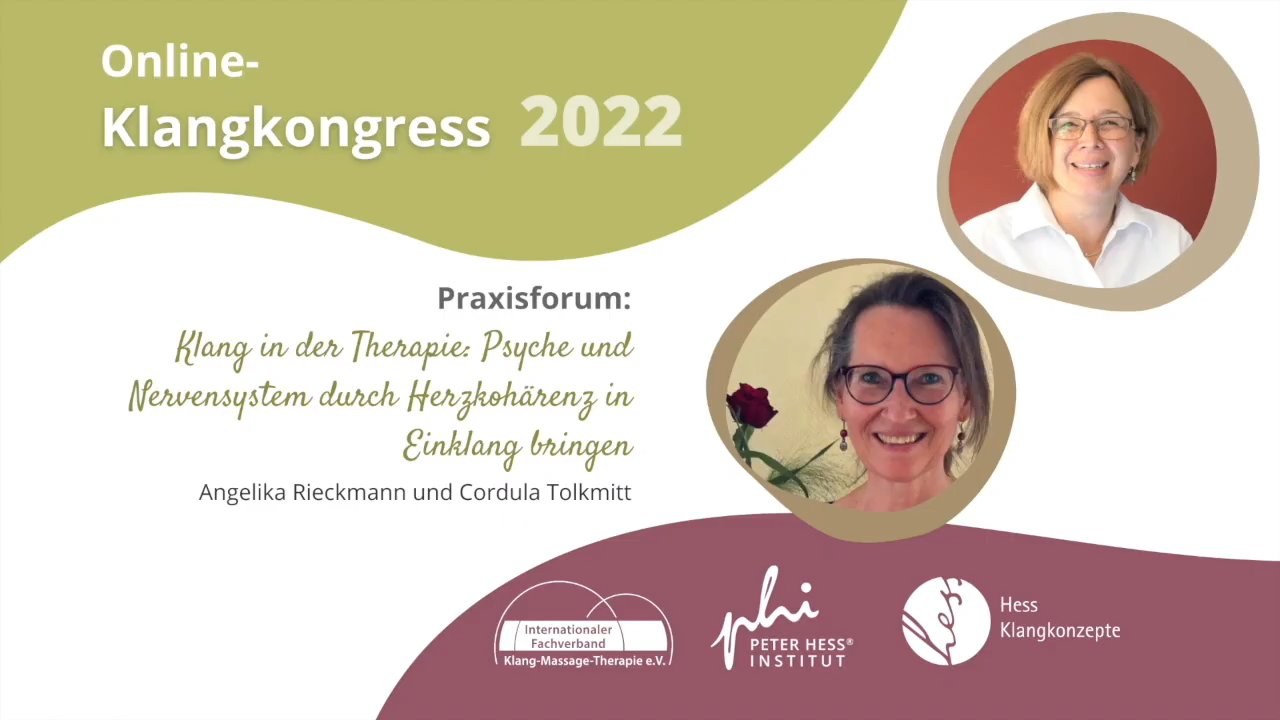 Online-
Klangkongress 2022
Praxisforum:
Klang in der Therapie: Psyche und
Nervensystem durch Herzkohärenz in
Einklang bringen
Angelika Rieckmann und Cordula Tolkmitt
Internationaler
Fachverband
Klang-Massage-Therapie e.V.
phi
PETER HESS®
INSTITUT
hess
Hess
Klangkonzepte